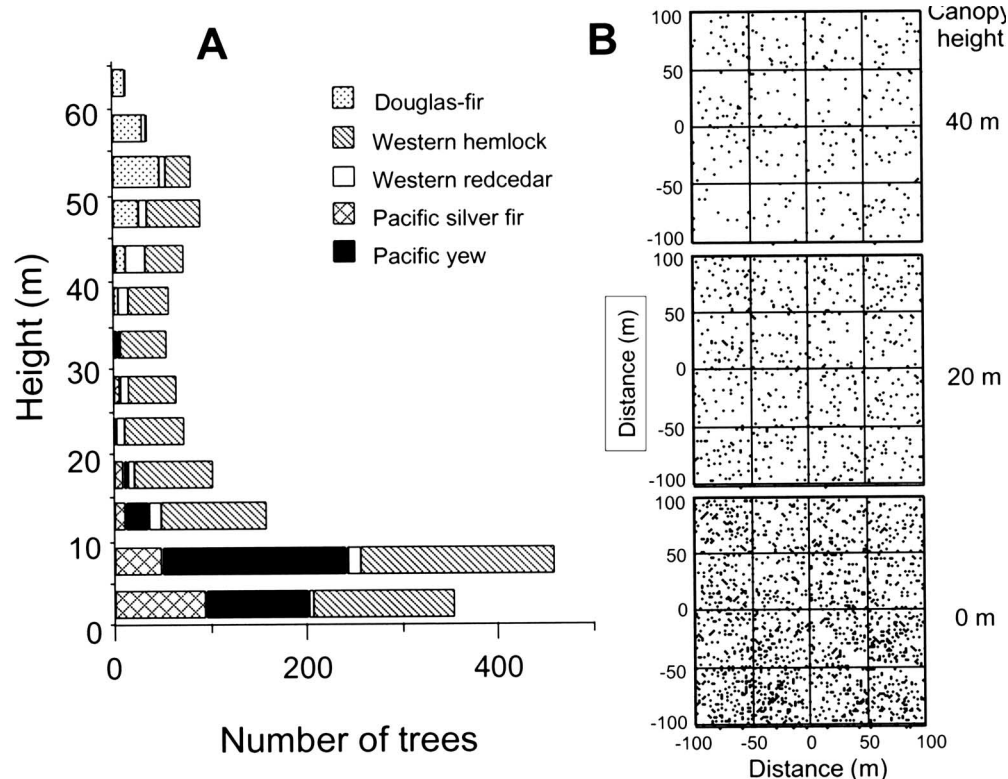 A
Height (m)
60
50
40
30
20
10
0
0
200
400
Number of trees
Douglas-fir
Western hemlock
Western redcedar
Pacific silver fir
Pacific yew
B
Canopy
height
100
50
0
-50
-100
40 m
Distance (m)
100
50
0
-50
-100
20 m
100
50
0
-50
-100
0 m
-100
-50
0
50
100
Distance (m)